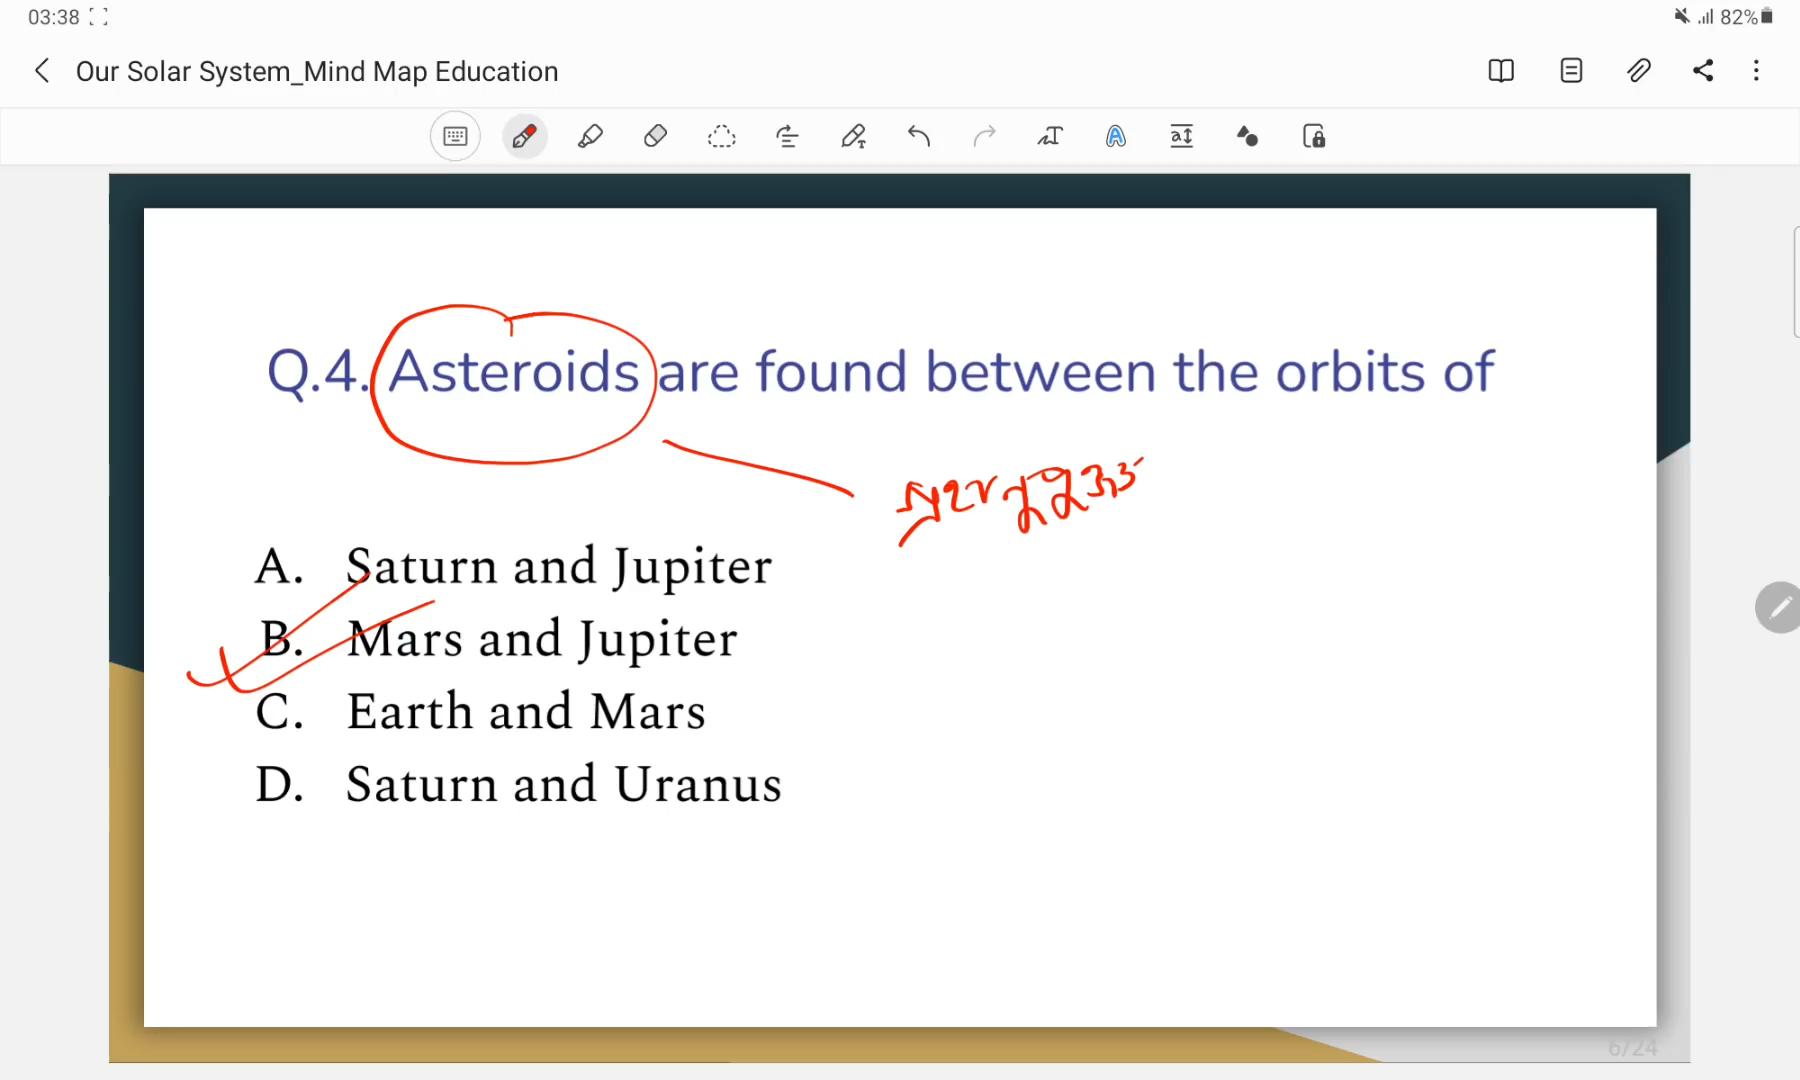 03:38
82%
Our Solar System_Mind Map Education
Q.4. Asteroids are found between the orbits of
A. Saturn and Jupiter
B. Mars and Jupiter
C. Earth and Mars
D. Saturn and Uranus
6/24